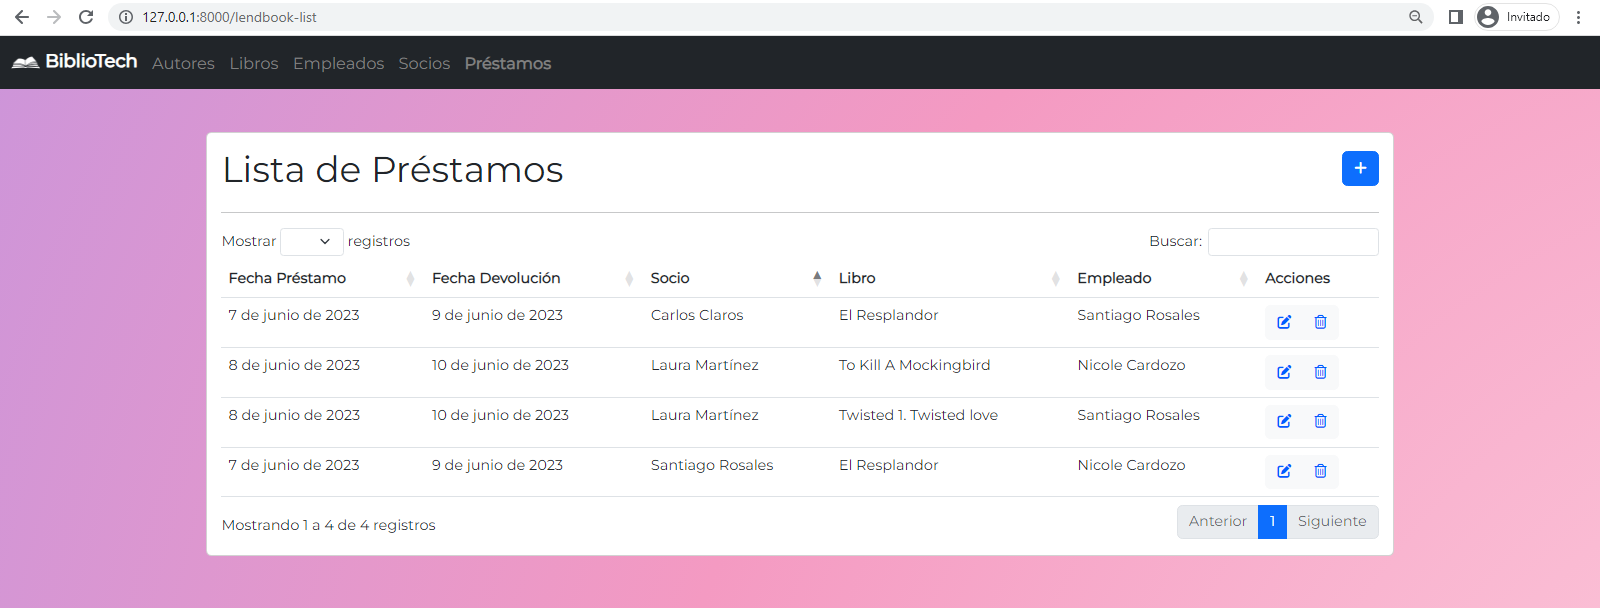 127.0.0.1:8000/lendbook-list Invitado
BiblioTech Autores Libros Empleados Socios Préstamos
Lista de Préstamos +
Mostrar registros Buscar:
Fecha Préstamo Fecha Devolución Socio Libro Empleado Acciones
7 de junio de 2023 9 de junio de 2023 Carlos Claros El Resplandor Santiago Rosales
8 de junio de 2023 10 de junio de 2023 Laura Martínez To Kill A Mockingbird Nicole Cardozo
8 de junio de 2023 10 de junio de 2023 Laura Martínez Twisted 1. Twisted love Santiago Rosales
7 de junio de 2023 9 de junio de 2023 Santiago Rosales El Resplandor Nicole Cardozo
Mostrando 1 a 4 de 4 registros Anterior 1 Siguiente